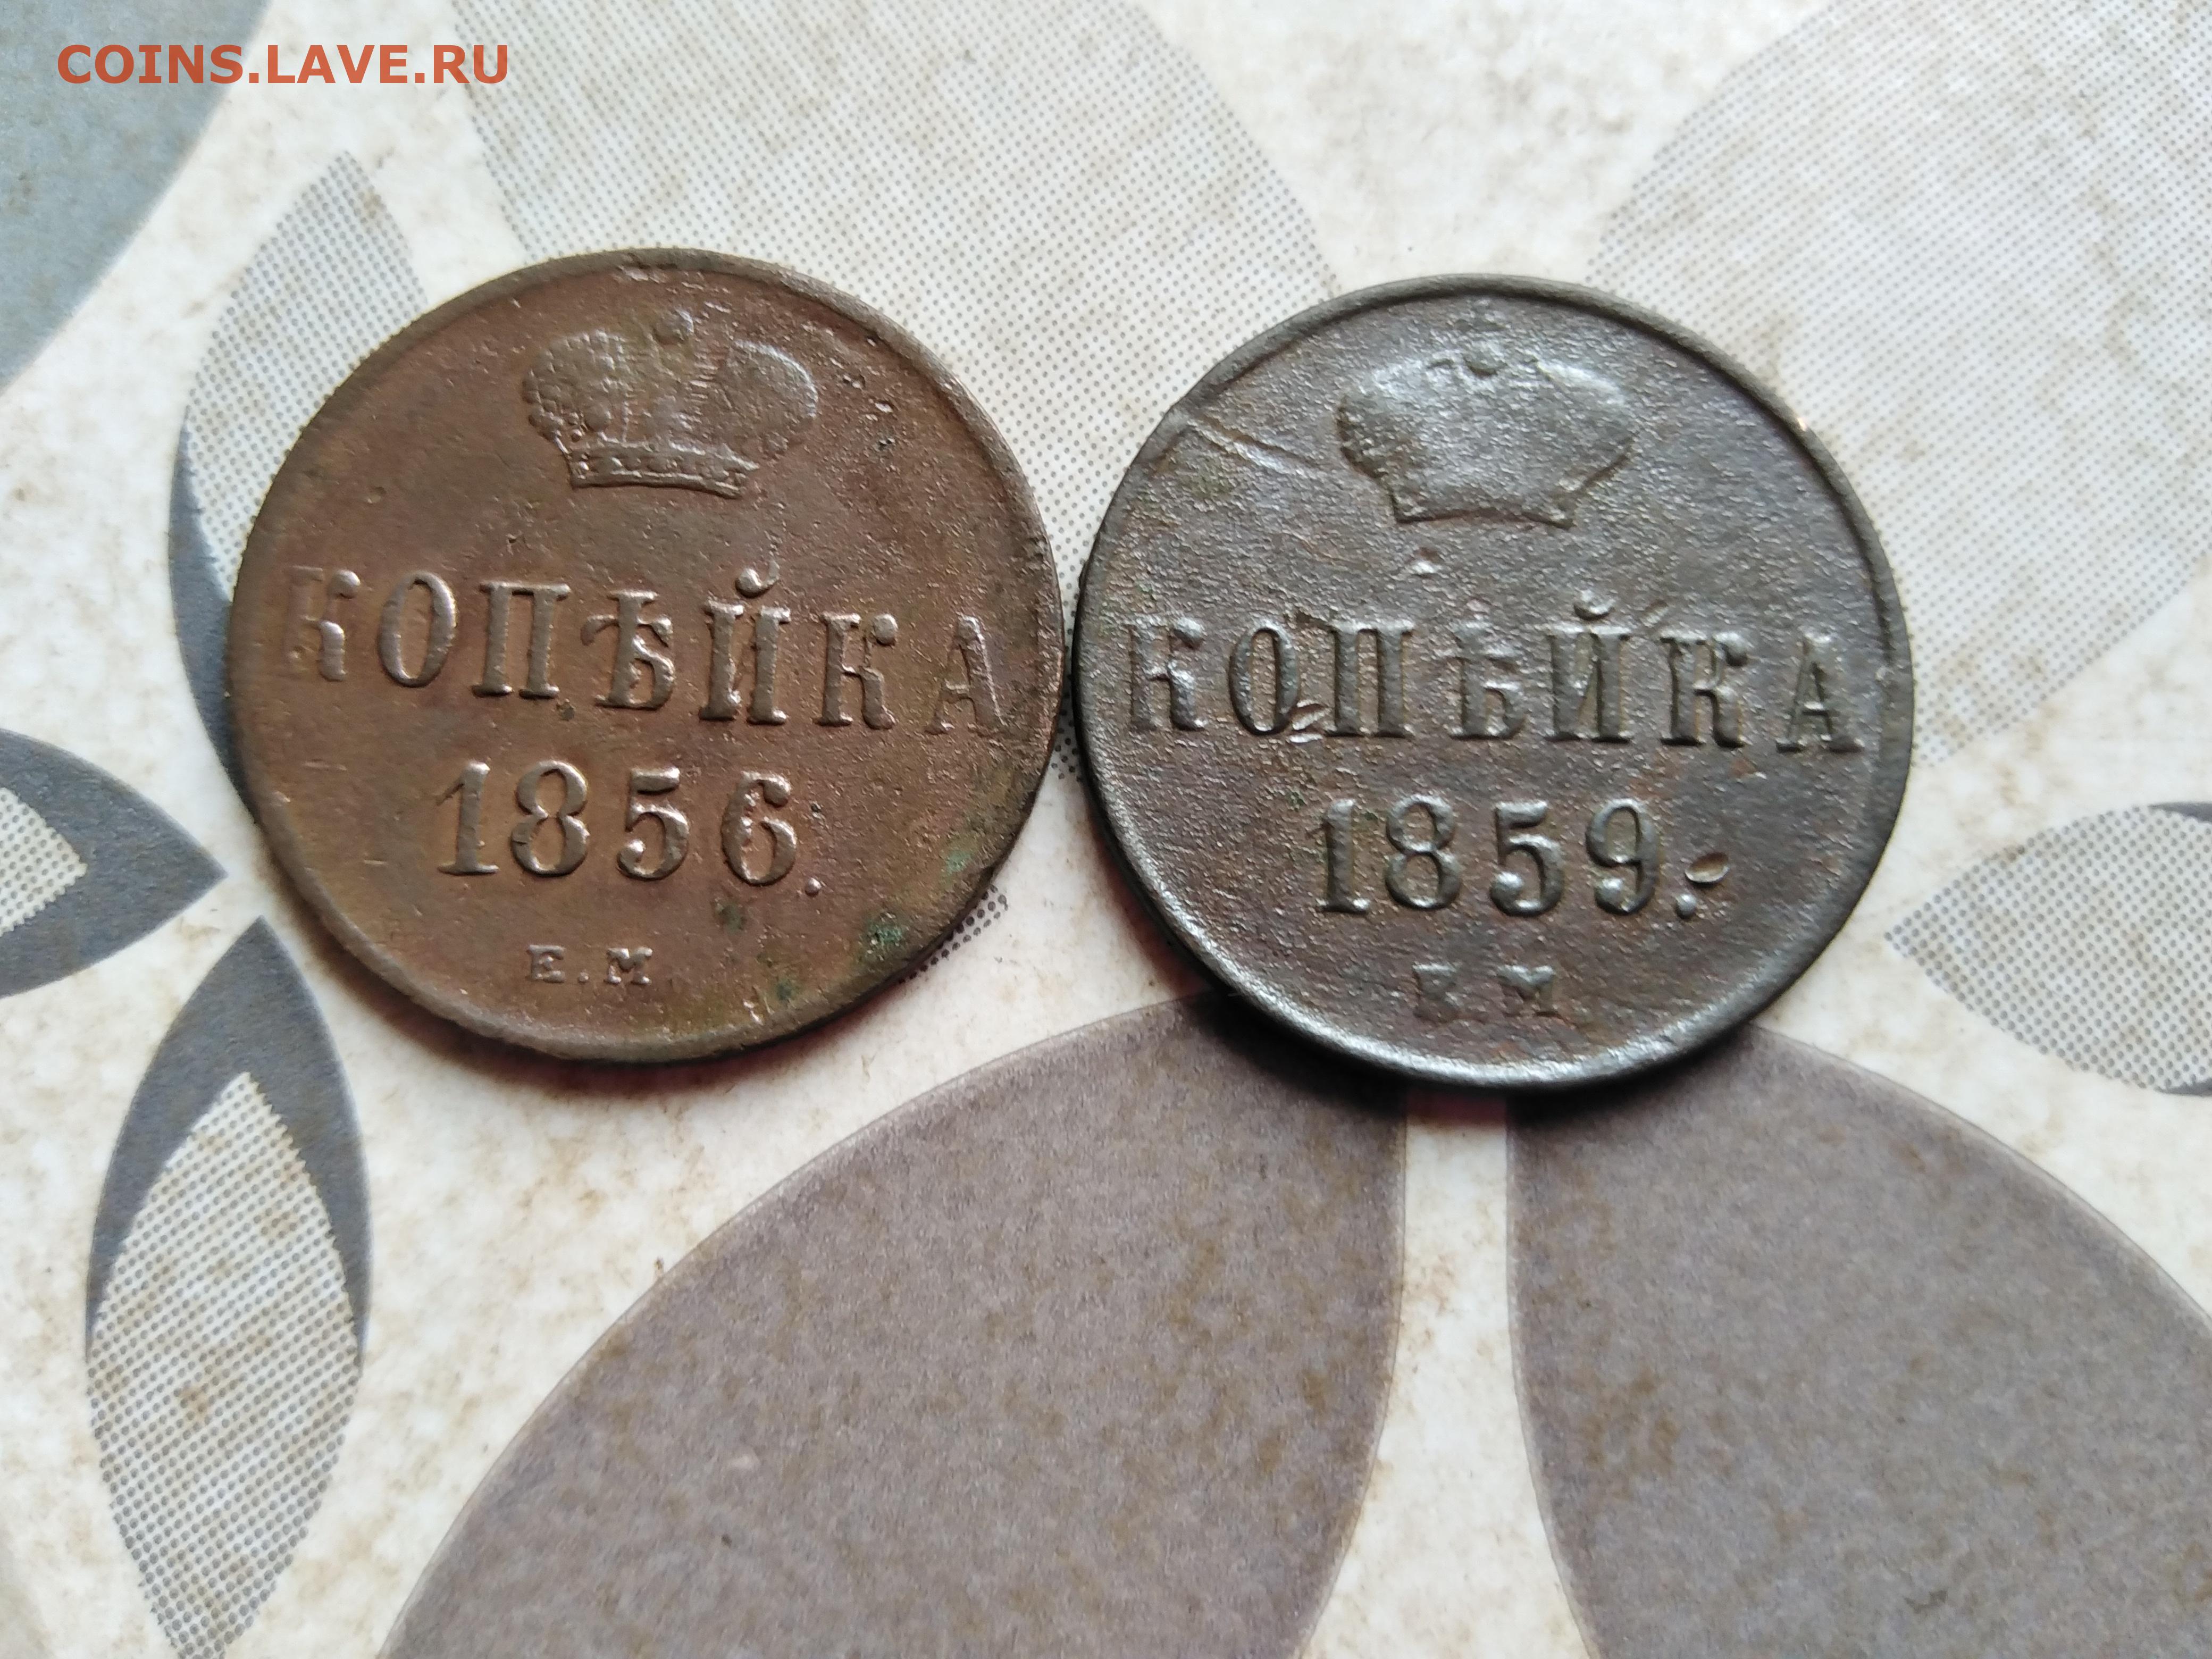 COINS.LAVE.RU
КОПѢЙКА
1856.
Е.М.
КОПѢЙКА
1859.
Е.М